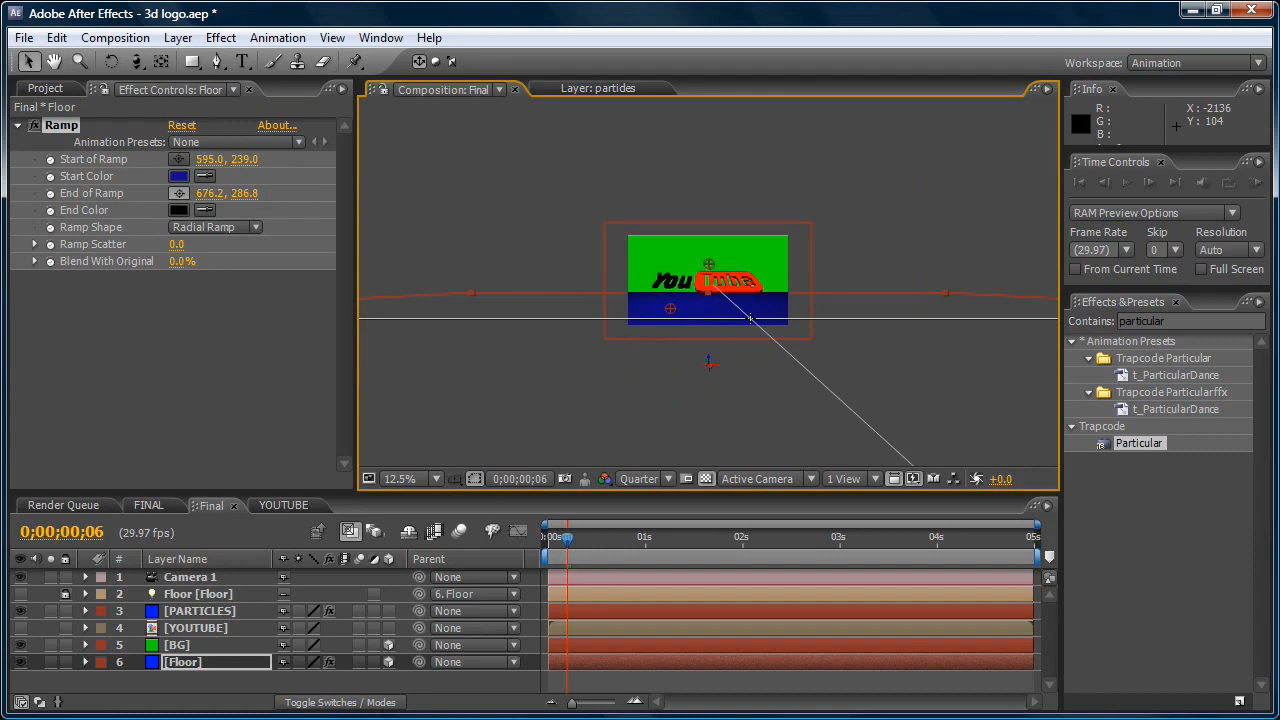 Adobe After Effects - 3d logo.aep *
File Edit Composition Layer Effect Animation View Window Help
Workspace: Animation
Project Effect Controls: Floor
Final * Floor
Ramp Reset About...
Animation Presets: None
Start of Ramp 595.0, 239.0
Start Color
End of Ramp 676.2, 286.8
End Color
Ramp Shape Radial Ramp
Ramp Scatter 0.0
Blend With Original 0.0%
Composition: Final Layer: particles
You Tube
12.5% 0;00;00;06 Quarter Active Camera 1 View +0.0
Info
R : X : -2136
G : Y : 104
B :
A :
Time Controls
RAM Preview Options
Frame Rate Skip Resolution
(29.97) 0 Auto
From Current Time Full Screen
Effects & Presets
Contains: particular
* Animation Presets
Trapcode Particular
t_ParticularDance
Trapcode Particularffx
t_ParticularDance
Trapcode
Particular
Render Queue FINAL Final YOUTUBE
0;00;00;06 (29.97 fps)
0:00s 01s 02s 03s 04s 05s
# Layer Name Parent
1 Camera 1 None
2 Floor [Floor] 6.Floor
3 [PARTICLES] None
4 [YOUTUBE] None
5 [BG] None
6 [Floor] None
Toggle Switches / Modes